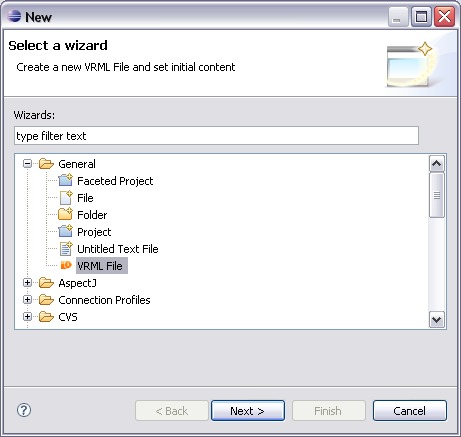 New
Select a wizard
Create a new VRML File and set initial content
Wizards:
type filter text
General
Faceted Project
File
Folder
Project
Untitled Text File
VRML File
AspectJ
Connection Profiles
CVS
?
< Back
Next >
Finish
Cancel